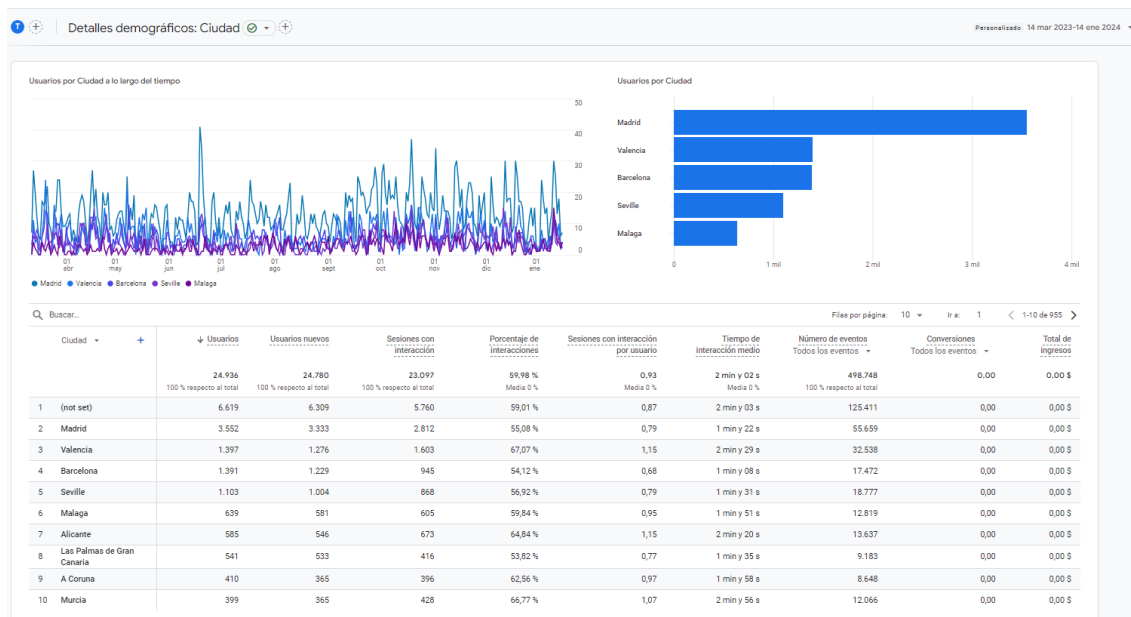 T
Detalles demográficos: Ciudad
Personalizado 14 mar 2023-14 ene 2024
Usuarios por Ciudad a lo largo del tiempo
50
40
30
20
10
0
01 abr
01 may
01 jun
01 jul
01 ago
01 sept
01 oct
01 nov
01 dic
01 ene
Madrid Valencia Barcelona Seville Malaga
Usuarios por Ciudad
Madrid
Valencia
Barcelona
Seville
Malaga
0 1 mil 2 mil 3 mil 4 mil
Buscar...
Filas por página: 10 Ir a: 1 1-10 de 955
Ciudad + Usuarios Usuarios nuevos Sesiones con interacción Porcentaje de interacciones Sesiones con interacción por usuario Tiempo de interacción medio Número de eventos Todos los eventos Conversiones Todos los eventos Total de ingresos
24.936 24.780 23.097 59,98 % 0,93 2 min y 02 s 498.748 0,00 0,00 $
100 % respecto al total 100 % respecto al total 100 % respecto al total Media 0 % Media 0 % Media 0 % 100 % respecto al total
1 (not set) 6.619 6.309 5.760 59,01 % 0,87 2 min y 03 s 125.411 0,00 0,00 $
2 Madrid 3.552 3.333 2.812 55,08 % 0,79 1 min y 22 s 55.659 0,00 0,00 $
3 Valencia 1.397 1.276 1.603 67,07 % 1,15 2 min y 29 s 32.538 0,00 0,00 $
4 Barcelona 1.391 1.229 945 54,12 % 0,68 1 min y 08 s 17.472 0,00 0,00 $
5 Seville 1.103 1.004 868 56,92 % 0,79 1 min y 31 s 18.777 0,00 0,00 $
6 Malaga 639 581 605 59,84 % 0,95 1 min y 51 s 12.819 0,00 0,00 $
7 Alicante 585 546 673 64,84 % 1,15 2 min y 20 s 13.637 0,00 0,00 $
8 Las Palmas de Gran Canaria 541 533 416 53,82 % 0,77 1 min y 35 s 9.183 0,00 0,00 $
9 A Coruna 410 365 396 62,56 % 0,97 1 min y 58 s 8.648 0,00 0,00 $
10 Murcia 399 365 428 66,77 % 1,07 2 min y 56 s 12.066 0,00 0,00 $